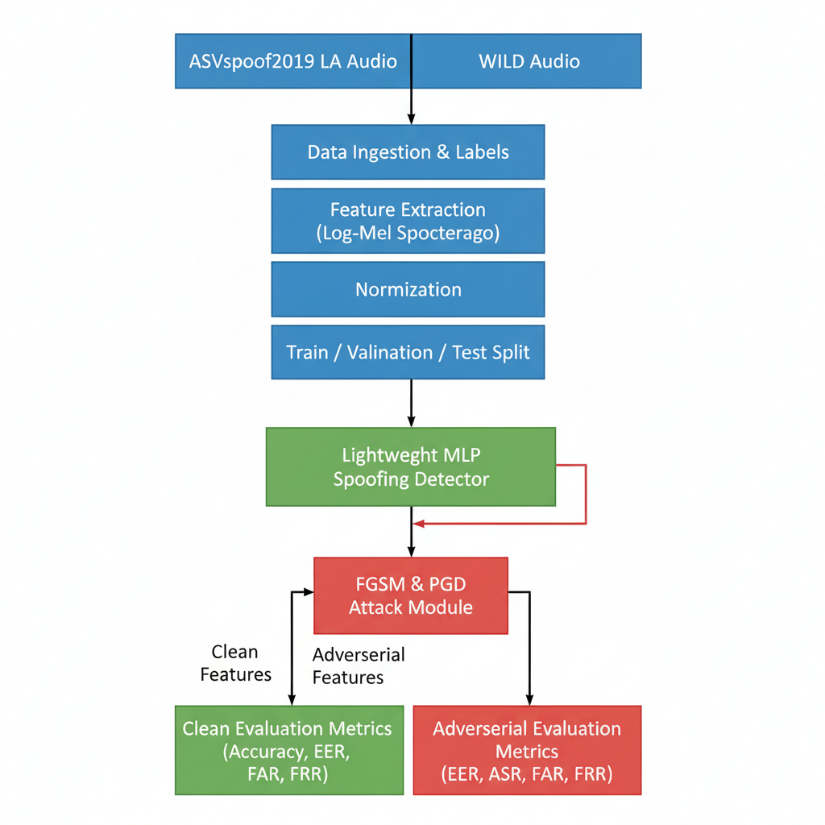 ASVspoof2019 LA Audio
WILD Audio
Data Ingestion & Labels
Feature Extraction
(Log-Mel Spocterago)
Normization
Train / Valination / Test Split
Lightweght MLP
Spoofing Detector
FGSM & PGD
Attack Module
Clean
Features
Adverserial
Features
Clean Evaluation Metrics
(Accuracy, EER,
FAR, FRR)
Adverserial Evaluation
Metrics
(EER, ASR, FAR, FRR)